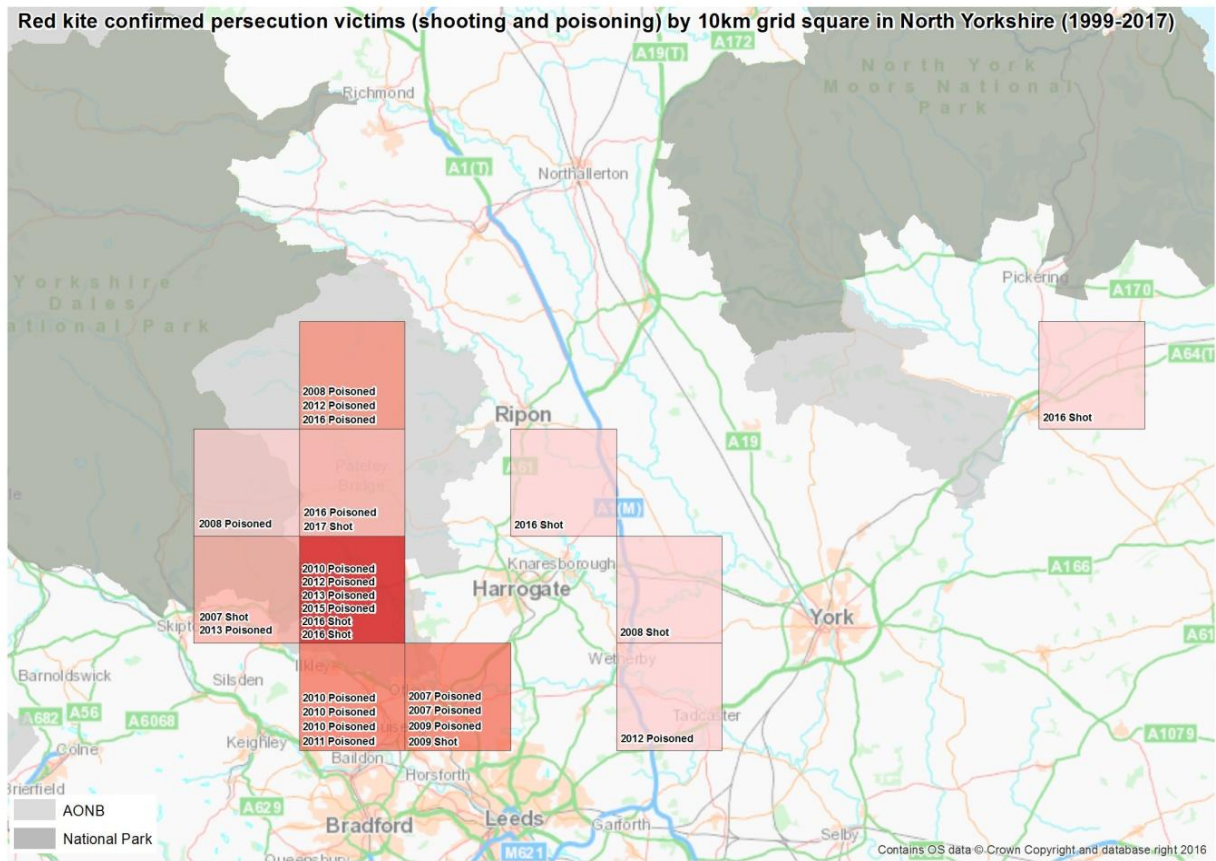 Red kite confirmed persecution victims (shooting and poisoning) by 10km grid square in North Yorkshire (1999-2017)
A172
A19(T)
North York
Moors National
Park
Richmond
A1(T)
Northallerton
Pickering
A170
Yorkshire
Dales
National Park
A64(T
2008 Poisoned
2012 Poisoned
2016 Poisoned
Ripon
2016 Shot
A19
A61
Pateley
Bridge
A1(M)
2008 Poisoned
2016 Poisoned
2017 Shot
2016 Shot
Knaresborough
Harrogate
A166
2010 Poisoned
2012 Poisoned
2013 Poisoned
2015 Poisoned
2016 Shot
2016 Shot
2007 Shot
2013 Poisoned
York
2008 Shot
A61
Wetherby
Ilkley
Barnoldswick
Silsden
2010 Poisoned
2010 Poisoned
2010 Poisoned
2011 Poisoned
2007 Poisoned
2007 Poisoned
2009 Poisoned
2009 Shot
Tadcaster
2012 Poisoned
A682
A56
A6068
A1079
Colne
Keighley
Baildon
Horsforth
Brierfield
AONB
National Park
A629
Bradford
Leeds
Garforth
Selby
M621
Queensbury
Contains OS data © Crown Copyright and database right 2016